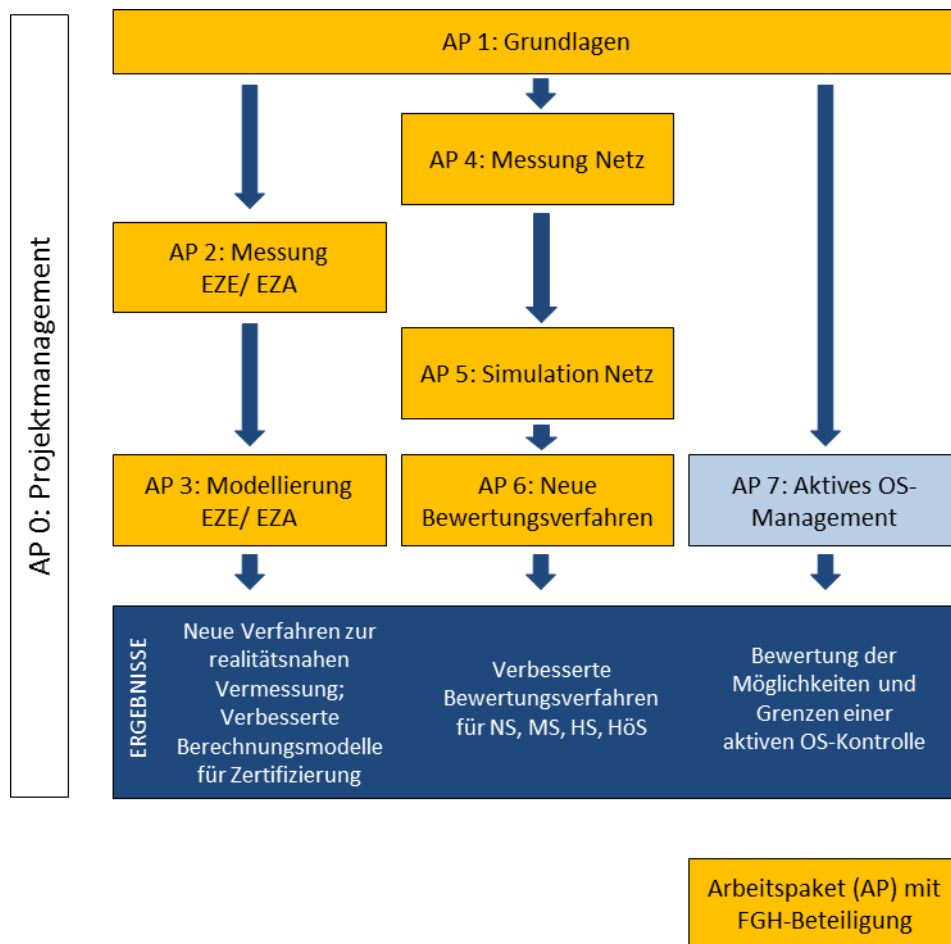 AP 0: Projektmanagement
AP 1: Grundlagen
AP 4: Messung Netz
AP 2: Messung
EZE/ EZA
AP 5: Simulation Netz
AP 3: Modellierung
EZE/ EZA
AP 6: Neue
Bewertungsverfahren
AP 7: Aktives OS-
Management
ERGEBNISSE
Neue Verfahren zur
realitätsnahen
Vermessung;
Verbesserte
Berechnungsmodelle
für Zertifizierung
Verbesserte
Bewertungsverfahren
für NS, MS, HS, HöS
Bewertung der
Möglichkeiten und
Grenzen einer
aktiven OS-Kontrolle
Arbeitspaket (AP) mit
FGH-Beteiligung